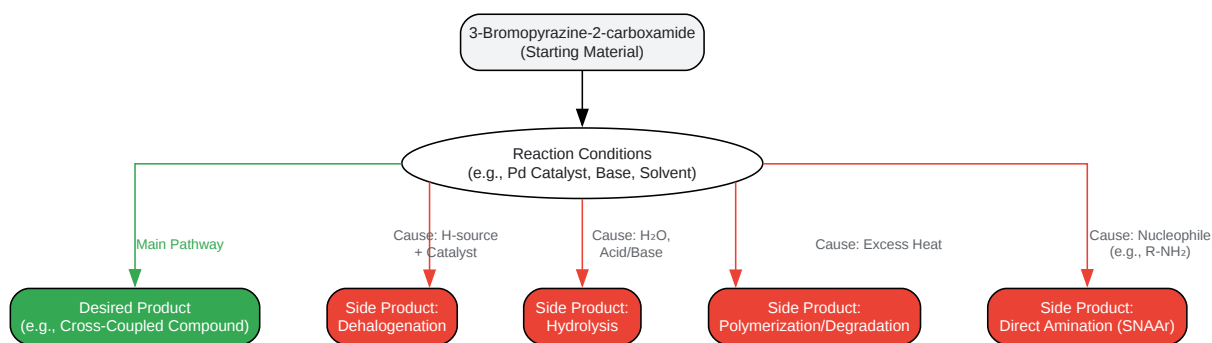 3-Bromopyrazine-2-carboxamide
(Starting Material)
Reaction Conditions
(e.g., Pd Catalyst, Base, Solvent)
Main Pathway
Cause: H-source
+ Catalyst
Cause: H₂O,
Acid/Base
Cause: Excess Heat
Cause: Nucleophile
(e.g., R-NH₂)
Desired Product
(e.g., Cross-Coupled Compound)
Side Product:
Dehalogenation
Side Product:
Hydrolysis
Side Product:
Polymerization/Degradation
Side Product:
Direct Amination (SNAAr)